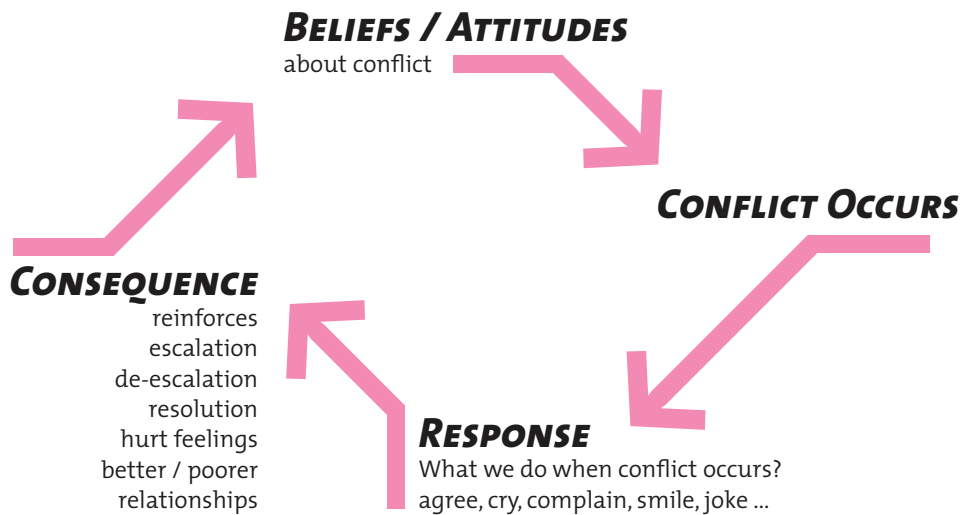 BELIEFS / ATTITUDES
about conflict
CONFLICT OCCURS
RESPONSE
What we do when conflict occurs?
agree, cry, complain, smile, joke ...
CONSEQUENCE
reinforces
escalation
de-escalation
resolution
hurt feelings
better / poorer
relationships